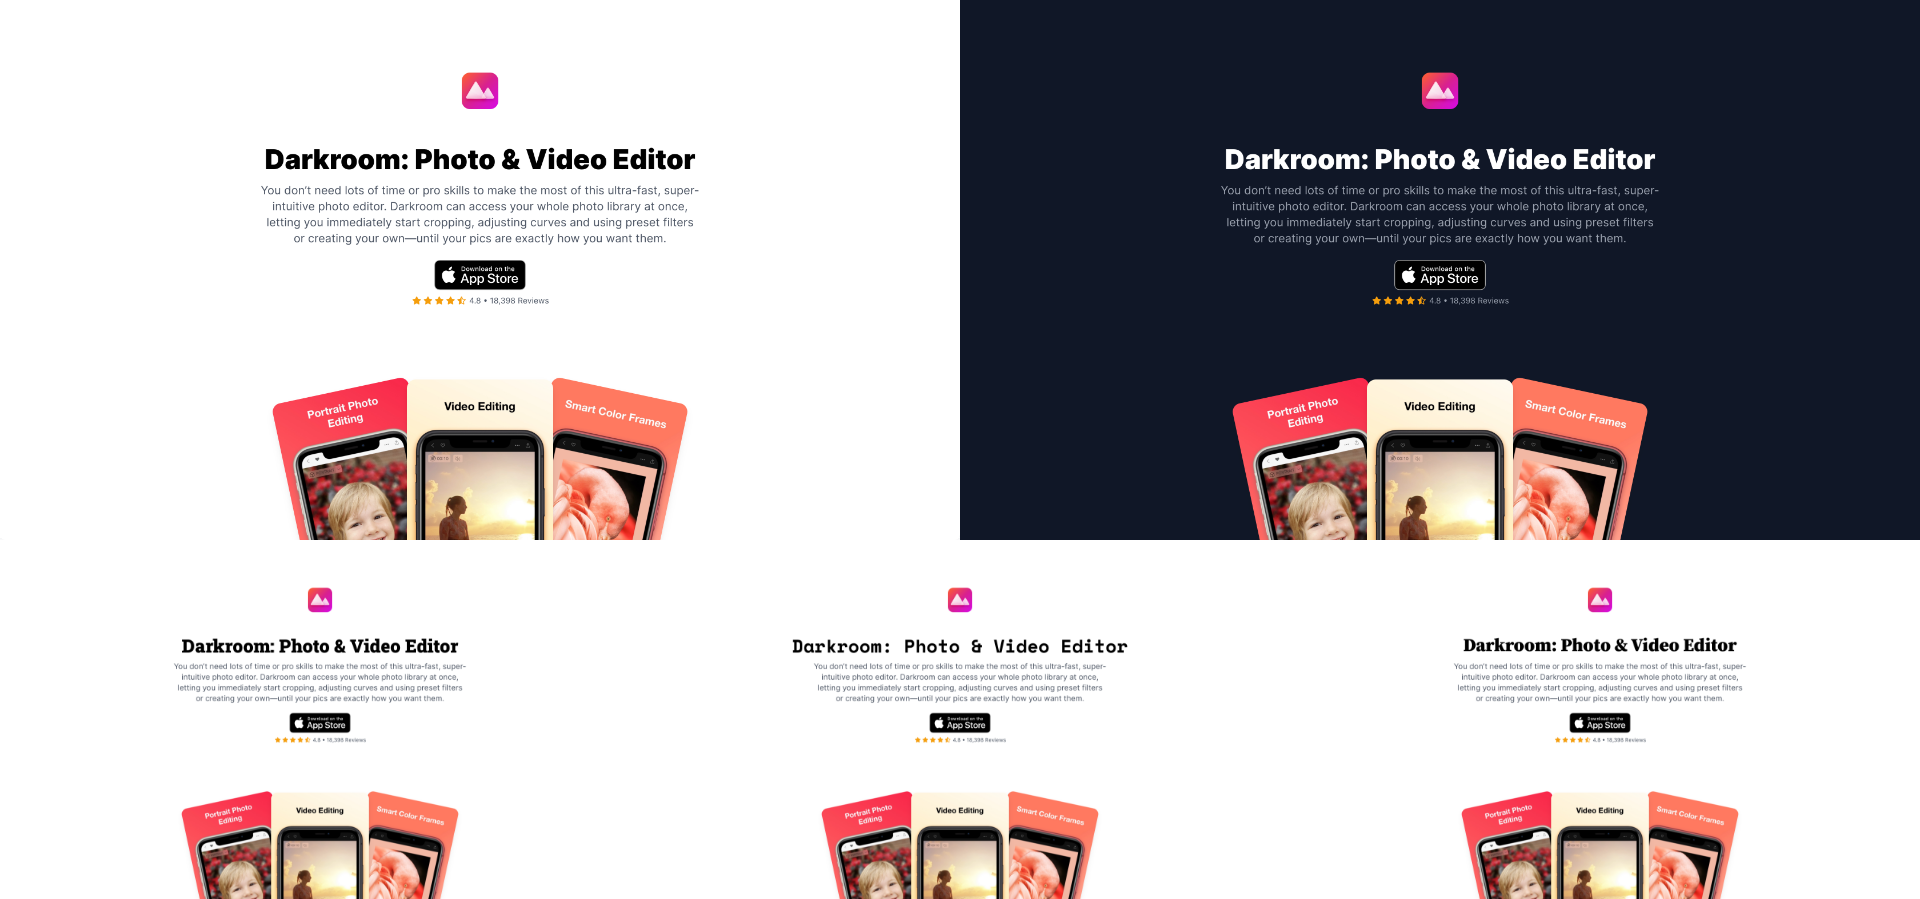 Darkroom: Photo & Video Editor
You don't need lots of time or pro skills to make the most of this ultra-fast, super-
intuitive photo editor. Darkroom can access your whole photo library at once,
letting you immediately start cropping, adjusting curves and using preset filters
or creating your own—until your pics are exactly how you want them.
Download on the
App Store
4.8 • 18,398 Reviews
Portrait Photo
Editing
Video Editing
Smart Color Frames
Darkroom: Photo & Video Editor
You don't need lots of time or pro skills to make the most of this ultra-fast, super-
intuitive photo editor. Darkroom can access your whole photo library at once,
letting you immediately start cropping, adjusting curves and using preset filters
or creating your own—until your pics are exactly how you want them.
Download on the
App Store
4.8 • 18,398 Reviews
Portrait Photo
Editing
Video Editing
Smart Color Frames
Darkroom: Photo & Video Editor
You don't need lots of time or pro skills to make the most of this ultra-fast, super-
intuitive photo editor. Darkroom can access your whole photo library at once,
letting you immediately start cropping, adjusting curves and using preset filters
or creating your own—until your pics are exactly how you want them.
Download on the
App Store
4.8 • 18,398 Reviews
Portrait Photo
Editing
Video Editing
Smart Color Frames
Darkroom: Photo & Video Editor
You don't need lots of time or pro skills to make the most of this ultra-fast, super-
intuitive photo editor. Darkroom can access your whole photo library at once,
letting you immediately start cropping, adjusting curves and using preset filters
or creating your own—until your pics are exactly how you want them.
Download on the
App Store
4.8 • 18,398 Reviews
Portrait Photo
Editing
Video Editing
Smart Color Frames
Darkroom: Photo & Video Editor
You don't need lots of time or pro skills to make the most of this ultra-fast, super-
intuitive photo editor. Darkroom can access your whole photo library at once,
letting you immediately start cropping, adjusting curves and using preset filters
or creating your own—until your pics are exactly how you want them.
Download on the
App Store
4.8 • 18,398 Reviews
Portrait Photo
Editing
Video Editing
Smart Color Frames